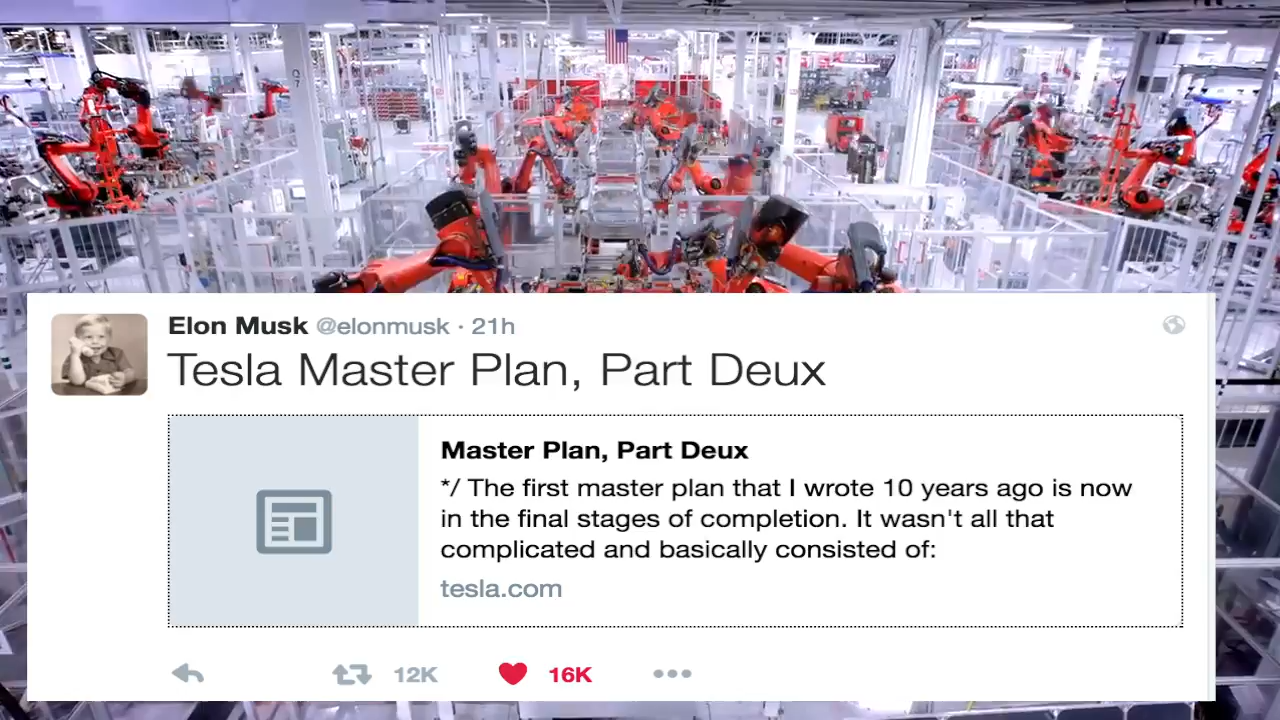 Elon Musk @elonmusk · 21h
Tesla Master Plan, Part Deux
Master Plan, Part Deux
*/ The first master plan that I wrote 10 years ago is now
in the final stages of completion. It wasn't all that
complicated and basically consisted of:
tesla.com
12K 16K